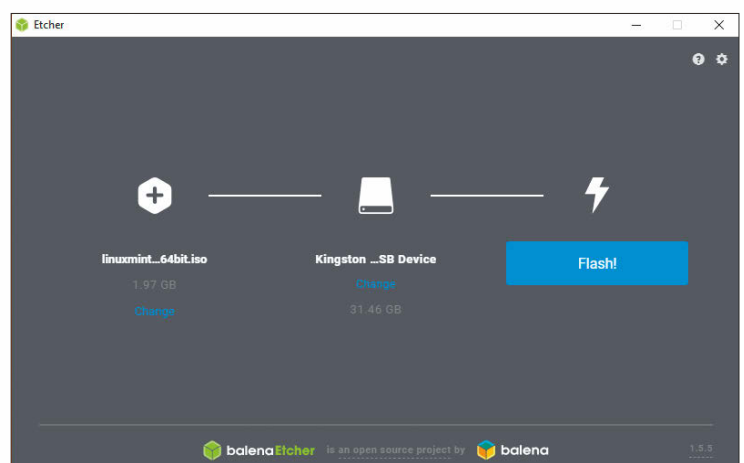 Etcher
linuxmint...64bit.iso
1.97 GB
Change
Kingston ...SB Device
Change
31.46 GB
Flash!
balenaEtcher is an open source project by balena
1.5.5